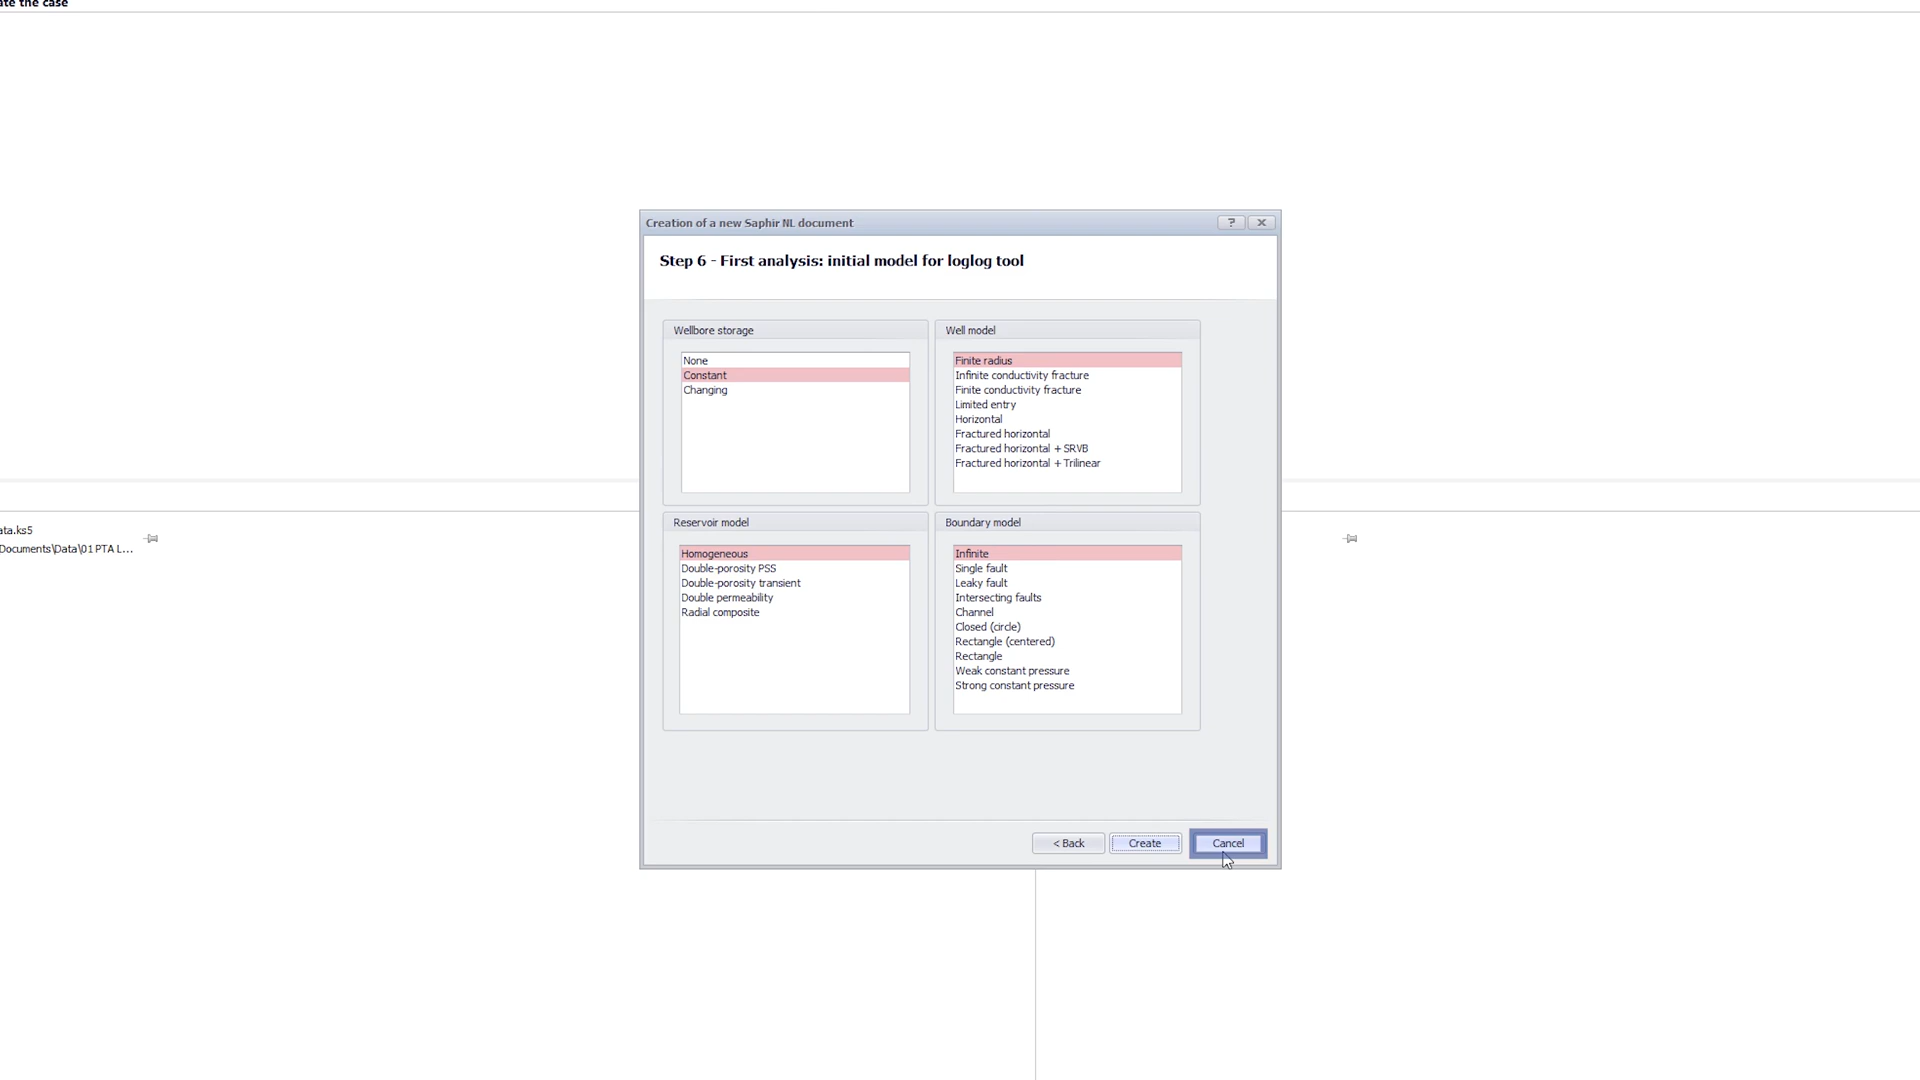 ate the case
Creation of a new Saphir NL document
?
Step 6 - First analysis: initial model for loglog tool
Wellbore storage
None
Constant
Changing
Well model
Finite radius
Infinite conductivity fracture
Finite conductivity fracture
Limited entry
Horizontal
Fractured horizontal
Fractured horizontal + SRVB
Fractured horizontal + Trilinear
Reservoir model
Homogeneous
Double-porosity PSS
Double-porosity transient
Double permeability
Radial composite
Boundary model
Infinite
Single fault
Leaky fault
Intersecting faults
Channel
Closed (circle)
Rectangle (centered)
Rectangle
Weak constant pressure
Strong constant pressure
ata.ks5
Documents\Data\01 PTA L...
< Back
Create
Cancel